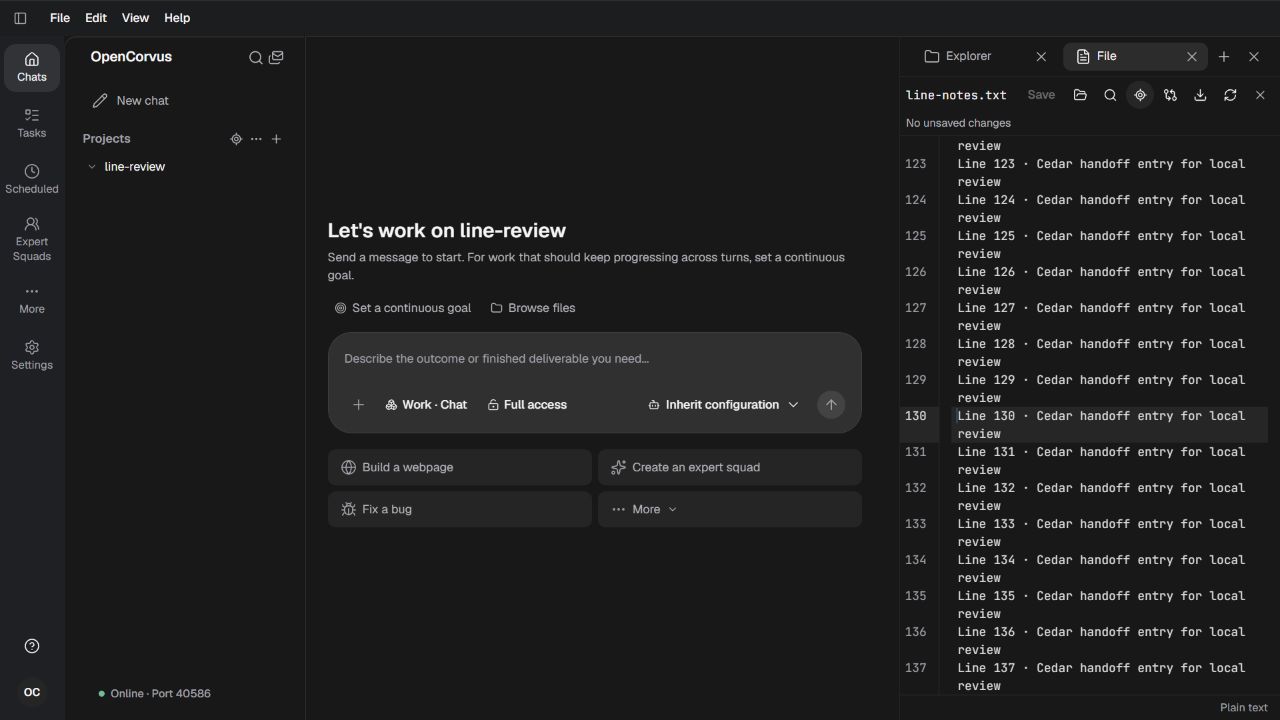 File Edit View Help
Chats
Tasks
Scheduled
Expert
Squads
More
Settings
OC
OpenCorvus
New chat
Projects
line-review
Online · Port 40586
Let's work on line-review
Send a message to start. For work that should keep progressing across turns, set a continuous
goal.
Set a continuous goal Browse files
Describe the outcome or finished deliverable you need...
Work · Chat Full access Inherit configuration
Build a webpage Create an expert squad
Fix a bug More
Explorer File
line-notes.txt Save
No unsaved changes
review
123 Line 123 · Cedar handoff entry for local
review
124 Line 124 · Cedar handoff entry for local
review
125 Line 125 · Cedar handoff entry for local
review
126 Line 126 · Cedar handoff entry for local
review
127 Line 127 · Cedar handoff entry for local
review
128 Line 128 · Cedar handoff entry for local
review
129 Line 129 · Cedar handoff entry for local
review
130 Line 130 · Cedar handoff entry for local
review
131 Line 131 · Cedar handoff entry for local
review
132 Line 132 · Cedar handoff entry for local
review
133 Line 133 · Cedar handoff entry for local
review
134 Line 134 · Cedar handoff entry for local
review
135 Line 135 · Cedar handoff entry for local
review
136 Line 136 · Cedar handoff entry for local
review
137 Line 137 · Cedar handoff entry for local
review
Plain text